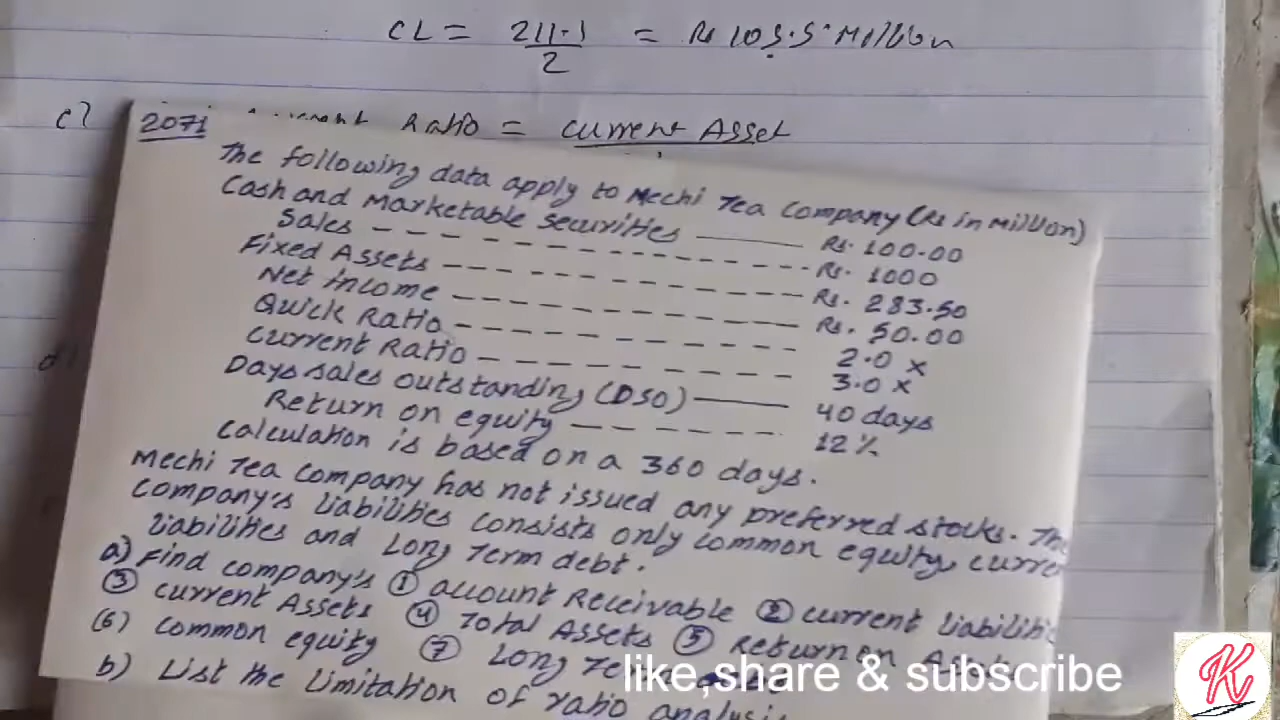 CL = 211.1 / 2 = Rs 105.5 Million
c) Ratio = Current Asset
2071
The following data apply to Mechi Tea Company (Rs in Million)
Cash and Marketable securities Rs. 100.00
Sales Rs. 1000
Fixed Assets Rs. 283.50
Net income Rs. 50.00
Quick Ratio 2.0 x
Current Ratio 3.0 x
Days sales outstanding (DSO) 40 days
Return on equity 12 %
Calculation is based on a 360 days.
Mechi Tea Company has not issued any preferred stocks. The
Company's liabilities consists only common equity, curre
liabilities and Long Term debt.
a) Find company's ① account Receivable ② current liabiliti
③ current Assets ④ Total Assets ⑤ Return on Assets
(6) common equity ⑦ Long Term
b) List the Limitation of ratio analysis
like,share & subscribe
K